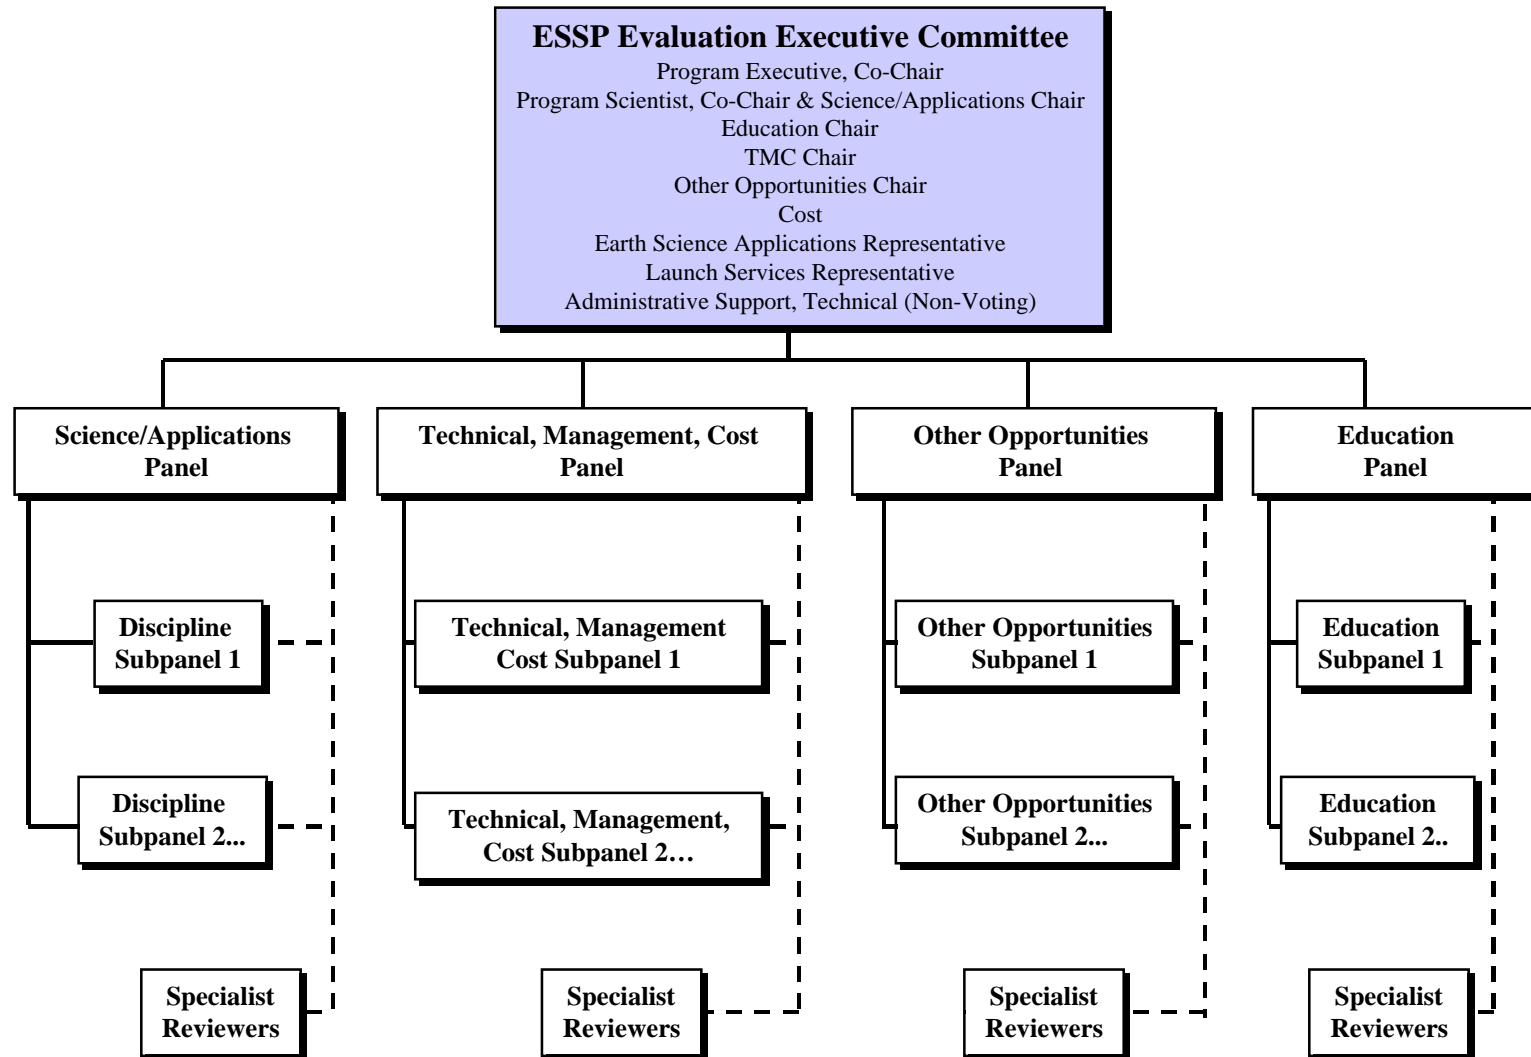 ESSP Evaluation Executive Committee
Program Executive, Co-Chair
Program Scientist, Co-Chair & Science/Applications Chair
Education Chair
TMC Chair
Other Opportunities Chair
Cost
Earth Science Applications Representative
Launch Services Representative
Administrative Support, Technical (Non-Voting)
Science/Applications
Panel
Technical, Management, Cost
Panel
Other Opportunities
Panel
Education
Panel
Discipline
Subpanel 1
Technical, Management
Cost Subpanel 1
Other Opportunities
Subpanel 1
Education
Subpanel 1
Discipline
Subpanel 2...
Technical, Management,
Cost Subpanel 2…
Other Opportunities
Subpanel 2...
Education
Subpanel 2..
Specialist
Reviewers
Specialist
Reviewers
Specialist
Reviewers
Specialist
Reviewers